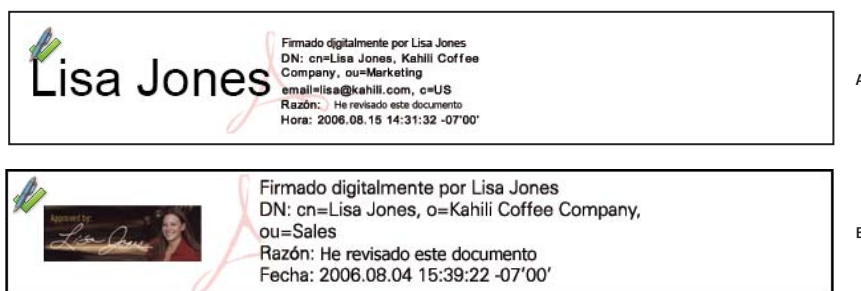 Lisa Jones
Firmado digitalmente por Lisa Jones
DN: cn=Lisa Jones, Kahili Coffee
Company, ou=Marketing
email=lisa@kahili.com, c=US
Razón: He revisado este documento
Hora: 2006.08.15 14:31:32 -07'00'
A
Approved by:
Lisa Jones
Firmado digitalmente por Lisa Jones
DN: cn=Lisa Jones, o=Kahili Coffee Company,
ou=Sales
Razón: He revisado este documento
Fecha: 2006.08.04 15:39:22 -07'00'